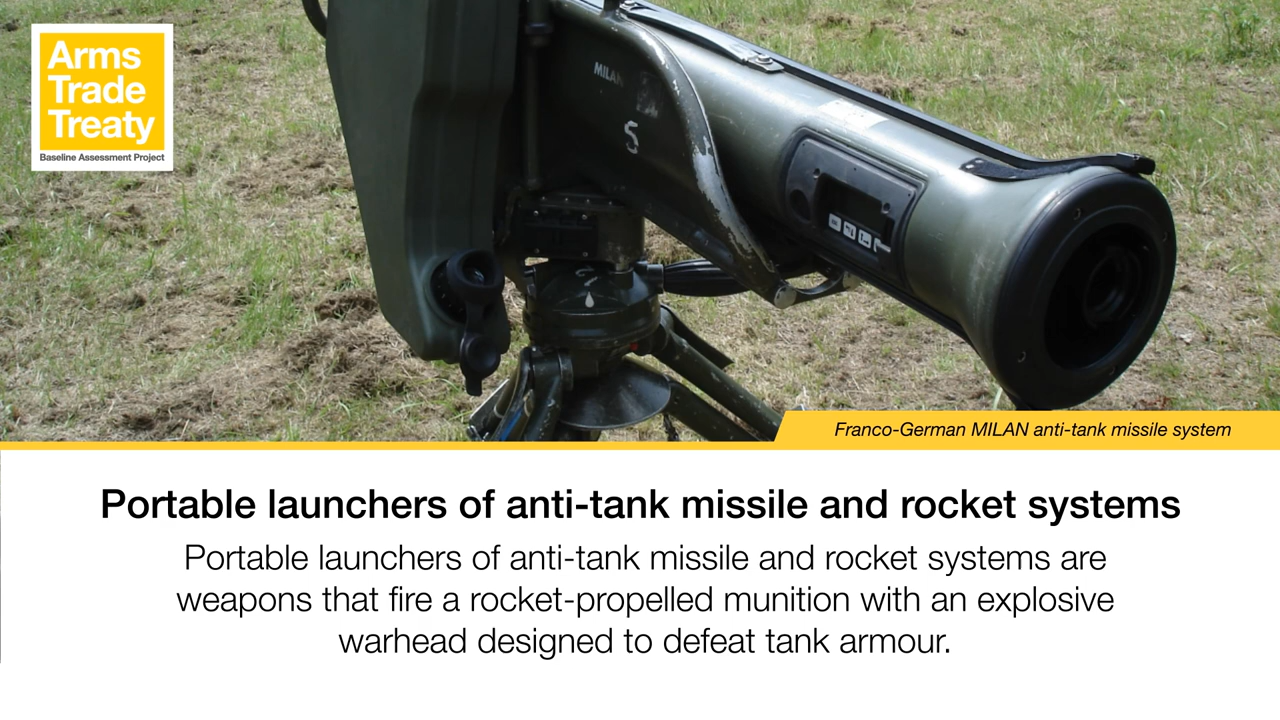 Arms
Trade
Treaty
Baseline Assessment Project
MILAN
S
Franco-German MILAN anti-tank missile system
Portable launchers of anti-tank missile and rocket systems
Portable launchers of anti-tank missile and rocket systems are
weapons that fire a rocket-propelled munition with an explosive
warhead designed to defeat tank armour.